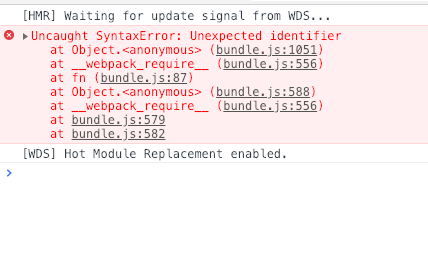 [HMR] Waiting for update signal from WDS...
Uncaught SyntaxError: Unexpected identifier
at Object.<anonymous> (bundle.js:1051)
at __webpack_require__ (bundle.js:556)
at fn (bundle.js:87)
at Object.<anonymous> (bundle.js:588)
at __webpack_require__ (bundle.js:556)
at bundle.js:579
at bundle.js:582
[WDS] Hot Module Replacement enabled.